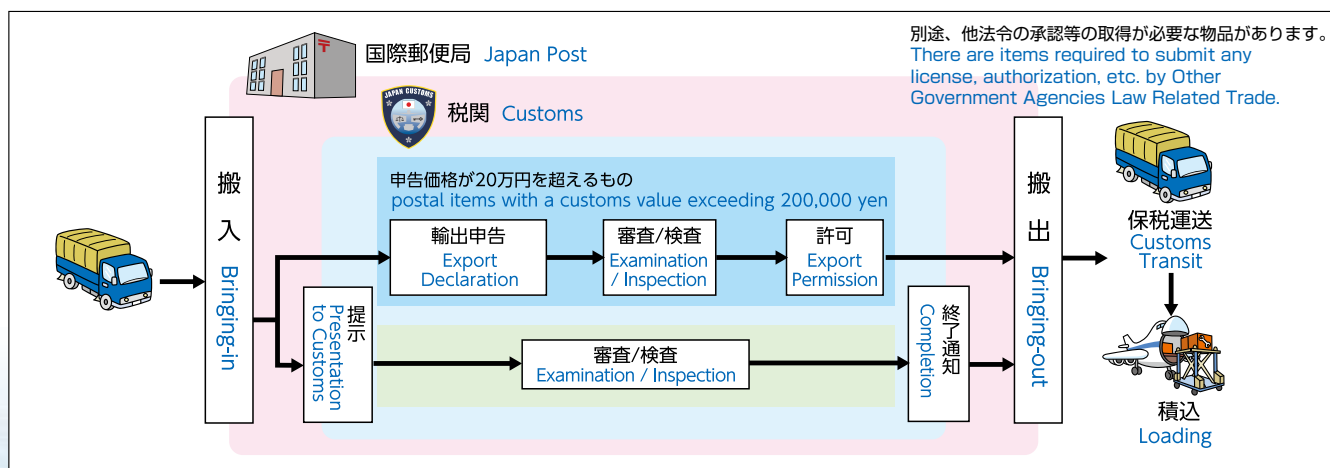 国際郵便局 Japan Post
別途、他法令の承認等の取得が必要な物品があります。
There are items required to submit any
license, authorization, etc. by Other
Government Agencies Law Related Trade.
JAPAN CUSTOMS
税関 Customs
搬入 Bringing-in
申告価格が20万円を超えるもの
postal items with a customs value exceeding 200,000 yen
輸出申告
Export
Declaration
審査/検査
Examination
/ Inspection
許可
Export
Permission
提示
Presentation
to Customs
審査/検査
Examination / Inspection
終了通知
Completion
搬出 Bringing-out
保税運送
Customs
Transit
積込
Loading